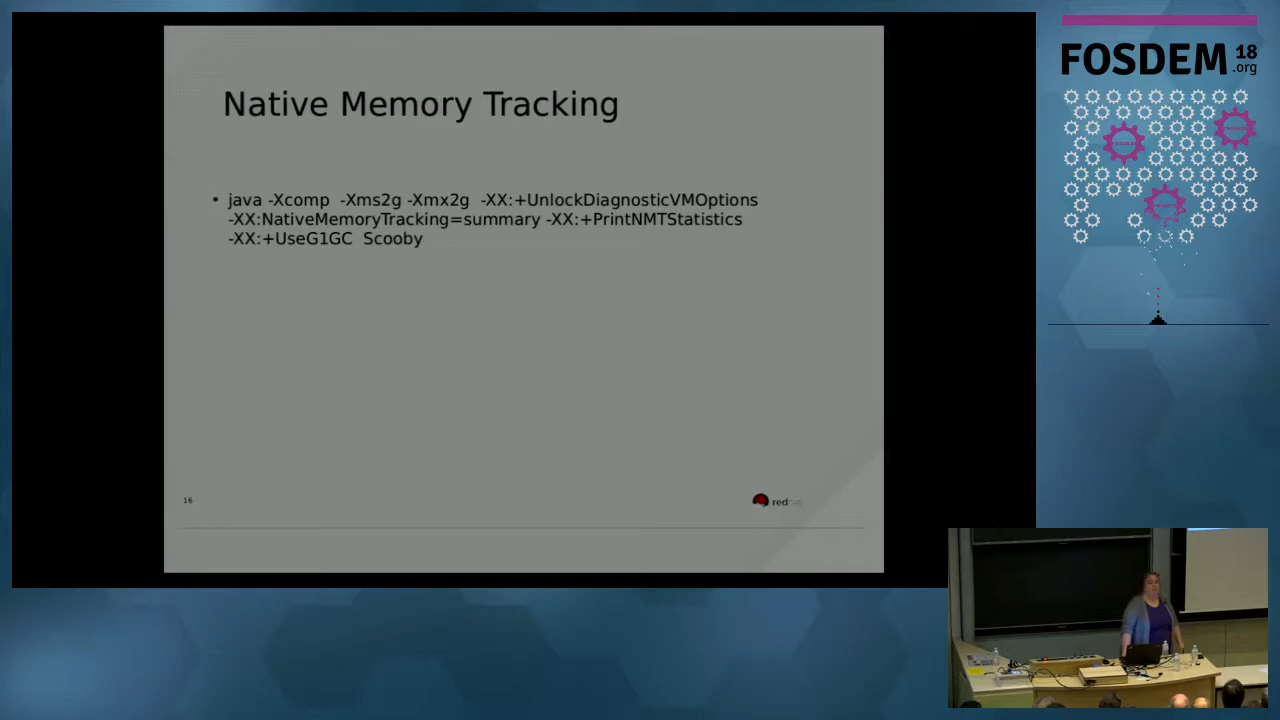 Native Memory Tracking
• java -Xcomp -Xms2g -Xmx2g -XX:+UnlockDiagnosticVMOptions
-XX:NativeMemoryTracking=summary -XX:+PrintNMTStatistics
-XX:+UseG1GC Scooby
16
redhat
FOSDEM 18
.org